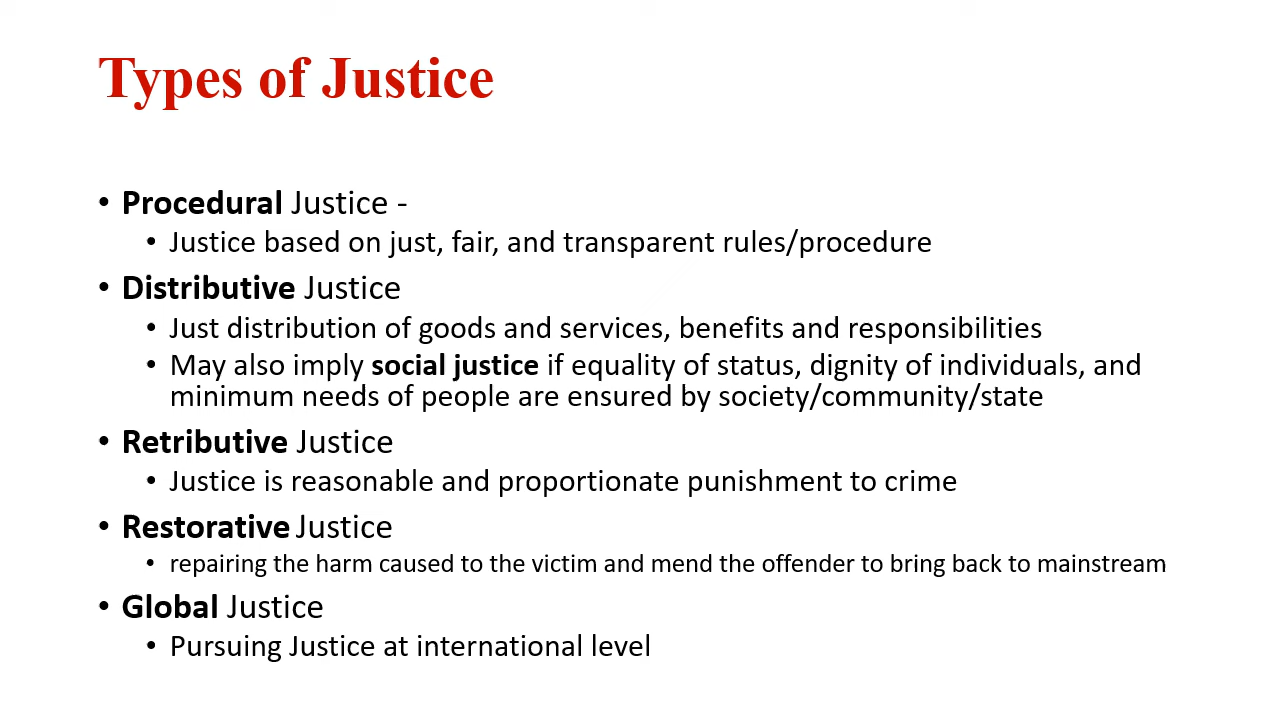 Types of Justice
• Procedural Justice -
• Justice based on just, fair, and transparent rules/procedure
• Distributive Justice
• Just distribution of goods and services, benefits and responsibilities
• May also imply social justice if equality of status, dignity of individuals, and
minimum needs of people are ensured by society/community/state
• Retributive Justice
• Justice is reasonable and proportionate punishment to crime
• Restorative Justice
• repairing the harm caused to the victim and mend the offender to bring back to mainstream
• Global Justice
• Pursuing Justice at international level